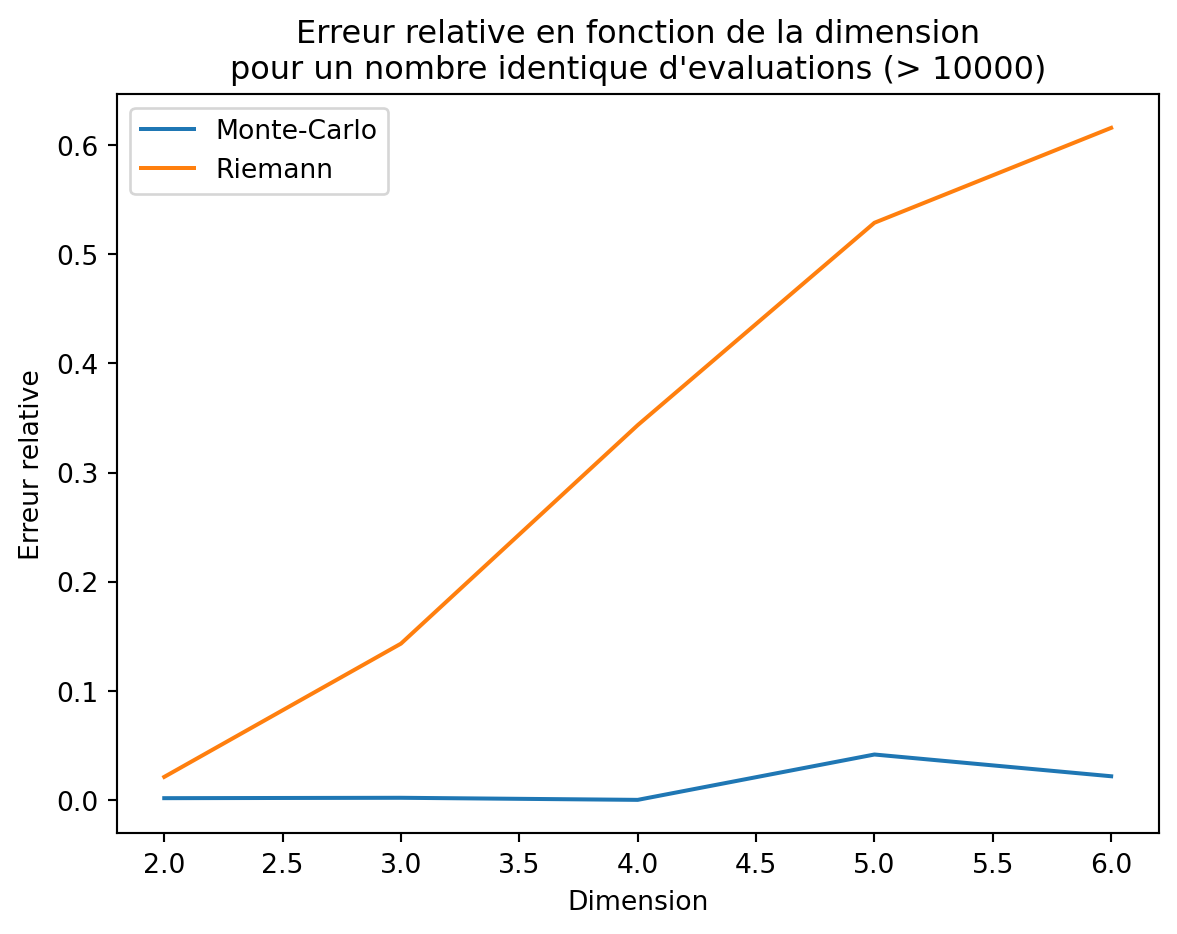 Erreur relative en fonction de la dimension
pour un nombre identique d'evaluations (> 10000)
Monte-Carlo
Riemann
Erreur relative
0.6
0.5
0.4
0.3
0.2
0.1
0.0
2.0 2.5 3.0 3.5 4.0 4.5 5.0 5.5 6.0
Dimension